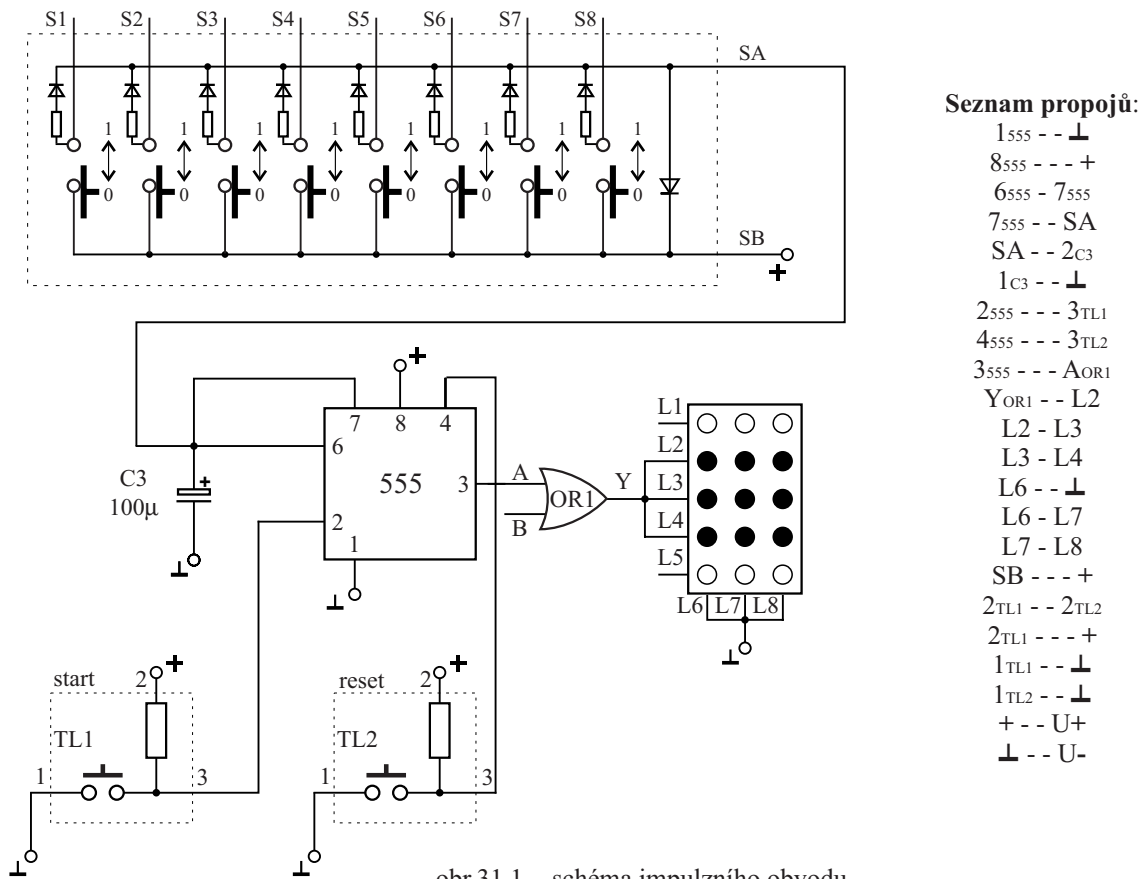 S1 S2 S3 S4 S5 S6 S7 S8
SA
1 1 1 1 1 1 1 1
0 0 0 0 0 0 0 0
SB
+
Seznam propojů:
1555 - - ⊥
8555 - - - +
6555 - 7555
7555 - - SA
SA - - 2C3
1C3 - - ⊥
2555 - - - 3TL1
4555 - - - 3TL2
3555 - - - AOR1
YOR1 - - L2
L2 - L3
L3 - L4
L6 - - ⊥
L6 - L7
L7 - L8
SB - - - +
2TL1 - - 2TL2
2TL1 - - - +
1TL1 - - ⊥
1TL2 - - ⊥
+ - - U+
⊥ - - U-
+
7 8 4
6
C3
100µ
+
555
3
2
1
A
B
OR1
Y
L1
L2
L3
L4
L5
L6 L7 L8
start
2
+
TL1
1
3
reset
2
+
TL2
1
3
obr.31.1 schéma impulzního obvodu